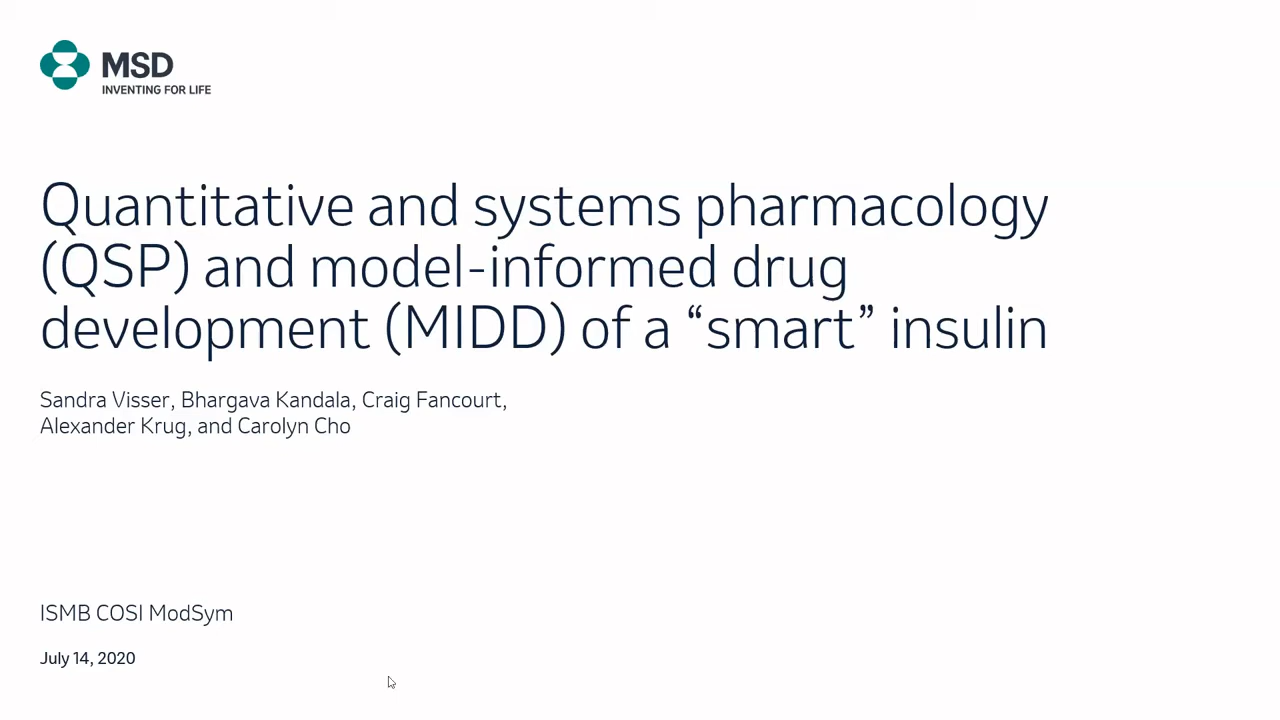 MSD
INVENTING FOR LIFE
Quantitative and systems pharmacology
(QSP) and model-informed drug
development (MIDD) of a “smart” insulin
Sandra Visser, Bhargava Kandala, Craig Fancourt,
Alexander Krug, and Carolyn Cho
ISMB COSI ModSym
July 14, 2020